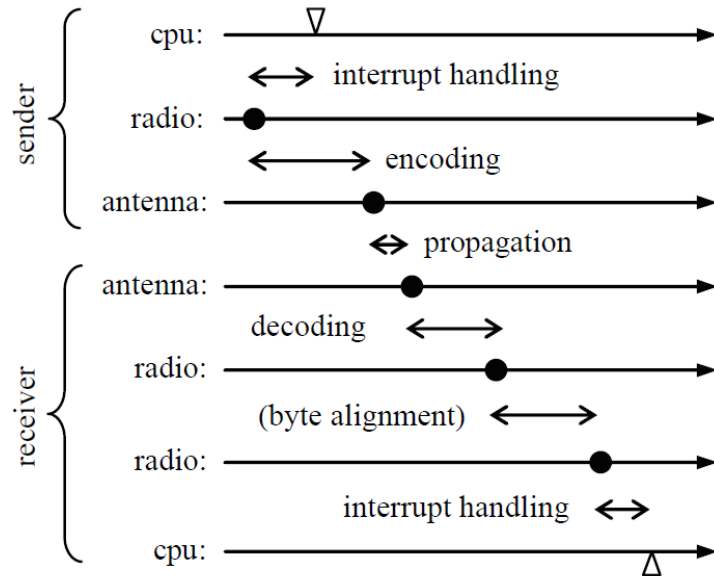 sender
cpu:
interrupt handling
radio:
encoding
antenna:
propagation
receiver
antenna:
decoding
radio:
(byte alignment)
radio:
interrupt handling
cpu: